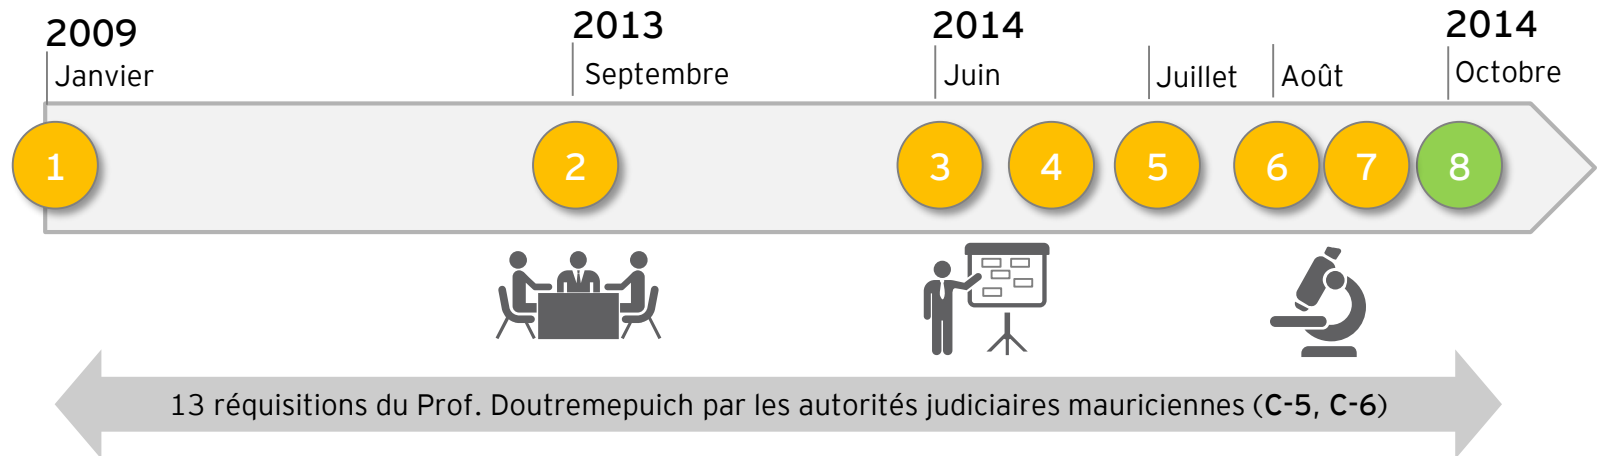 2009
2013
2014
2014
Janvier
Septembre
Juin
Juillet
Août
Octobre
1
2
3
4
5
6
7
8
13 réquisitions du Prof. Doutremepuich par les autorités judiciaires mauriciennes (C-5, C-6)